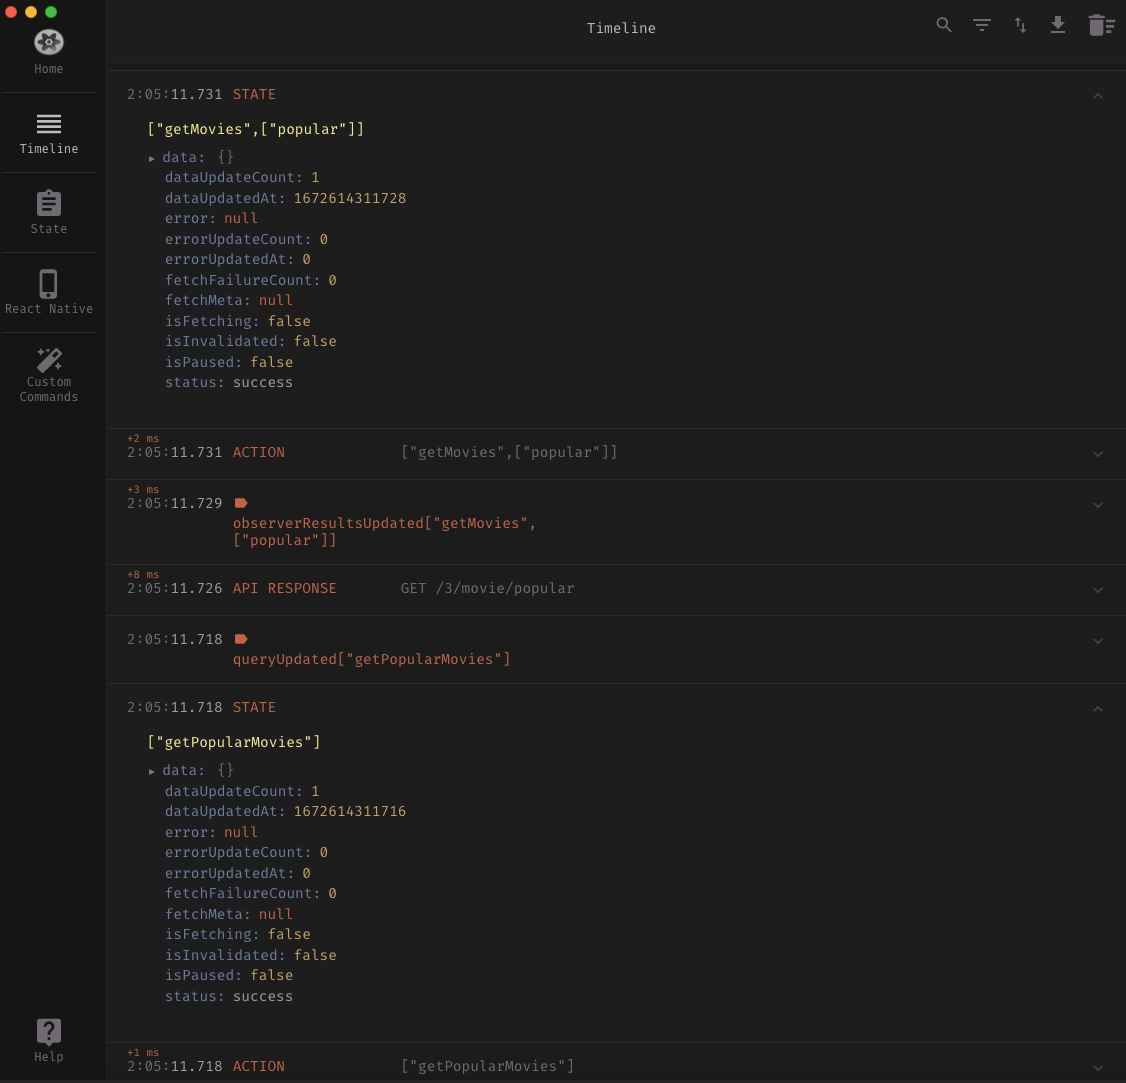 Timeline
Home
Timeline
State
React Native
Custom
Commands
Help
2:05:11.731 STATE
["getMovies",["popular"]]
data: {}
dataUpdateCount: 1
dataUpdatedAt: 1672614311728
error: null
errorUpdateCount: 0
errorUpdatedAt: 0
fetchFailureCount: 0
fetchMeta: null
isFetching: false
isInvalidated: false
isPaused: false
status: success
+2 ms
2:05:11.731 ACTION ["getMovies",["popular"]]
+3 ms
2:05:11.729
observerResultsUpdated["getMovies",
["popular"]]
+8 ms
2:05:11.726 API RESPONSE GET /3/movie/popular
2:05:11.718
queryUpdated["getPopularMovies"]
2:05:11.718 STATE
["getPopularMovies"]
data: {}
dataUpdateCount: 1
dataUpdatedAt: 1672614311716
error: null
errorUpdateCount: 0
errorUpdatedAt: 0
fetchFailureCount: 0
fetchMeta: null
isFetching: false
isInvalidated: false
isPaused: false
status: success
+1 ms
2:05:11.718 ACTION ["getPopularMovies"]